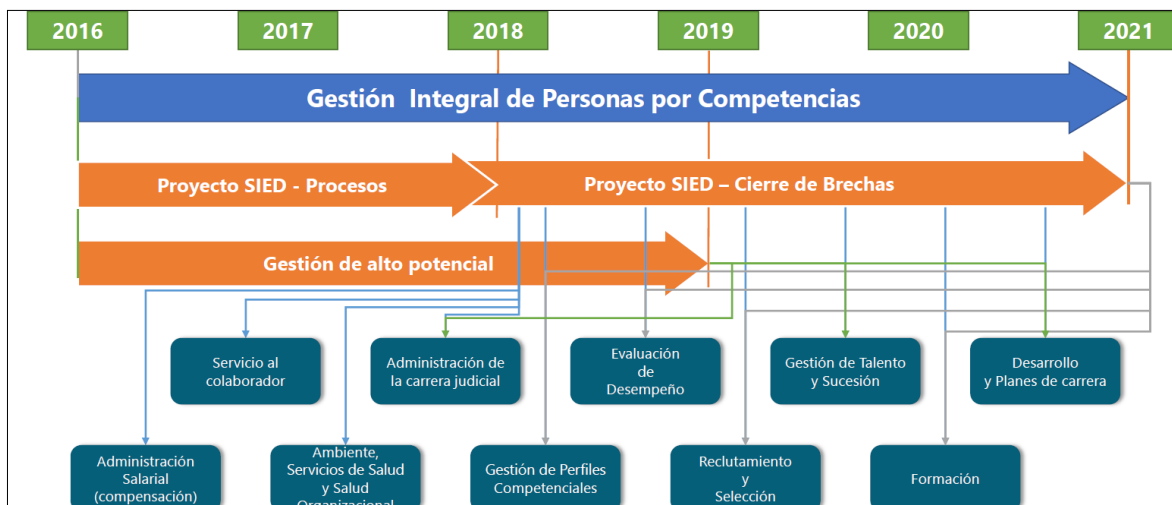 2016
2017
2018
2019
2020
2021
Gestión Integral de Personas por Competencias
Proyecto SIED - Procesos
Proyecto SIED – Cierre de Brechas
Gestión de alto potencial
Servicio al
colaborador
Administración de
la carrera judicial
Evaluación
de
Desempeño
Gestión de Talento
y Sucesión
Desarrollo
y Planes de carrera
Administración
Salarial
(compensación)
Ambiente,
Servicios de Salud
y Salud
Organizacional
Gestión de Perfiles
Competenciales
Reclutamiento
y
Selección
Formación